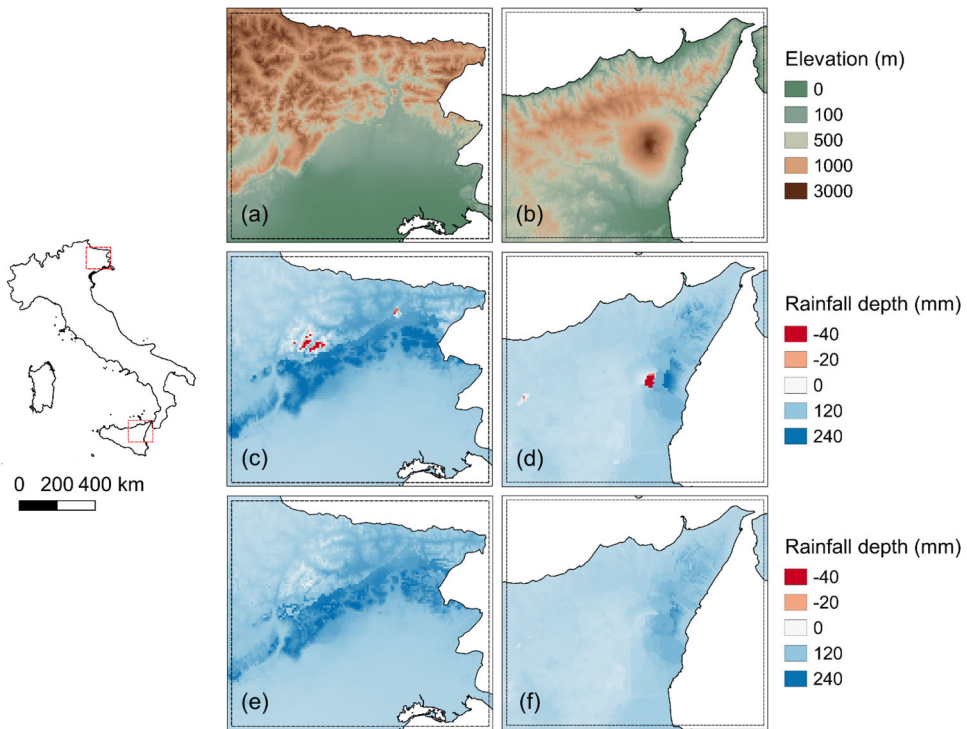 (a)
(b)
Elevation (m)
0
100
500
1000
3000
(c)
(d)
Rainfall depth (mm)
-40
-20
0
120
240
0 200 400 km
(e)
(f)
Rainfall depth (mm)
-40
-20
0
120
240